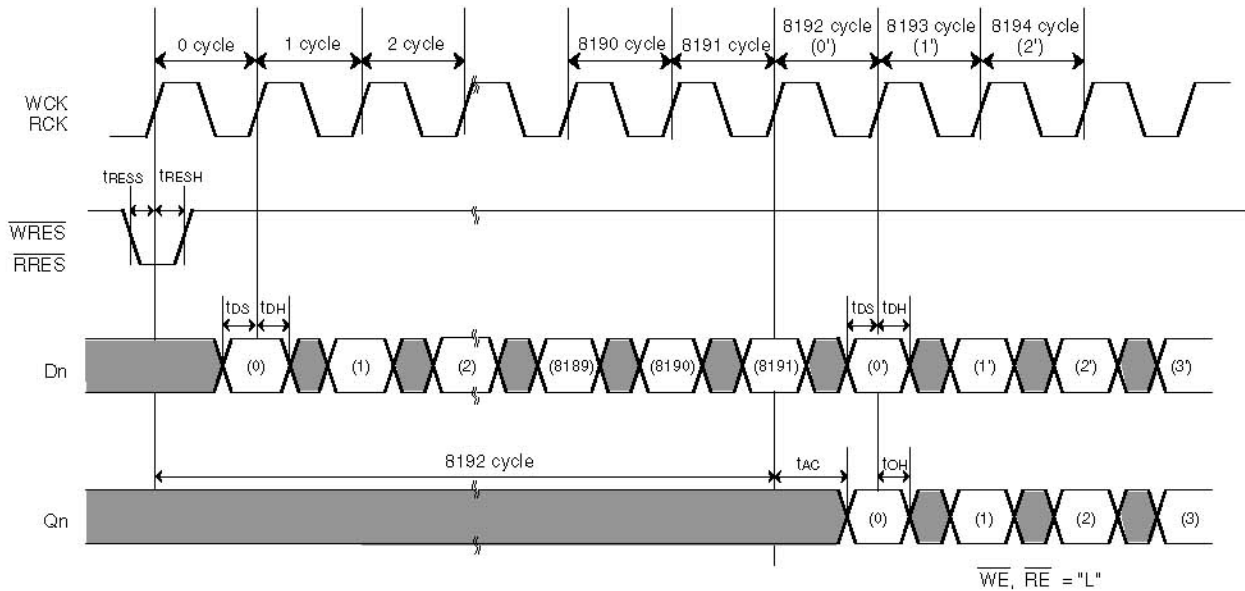 0 cycle 1 cycle 2 cycle 8190 cycle 8191 cycle 8192 cycle (0') 8193 cycle (1') 8194 cycle (2')
WCK
RCK
tRESS tRESH
WRES
RRES
tDS tDH tDS tDH
Dn (0) (1) (2) (8189) (8190) (8191) (0') (1') (2') (3')
8192 cycle tAC tOH
Qn (0) (1) (2) (3)
WE, RE = "L"